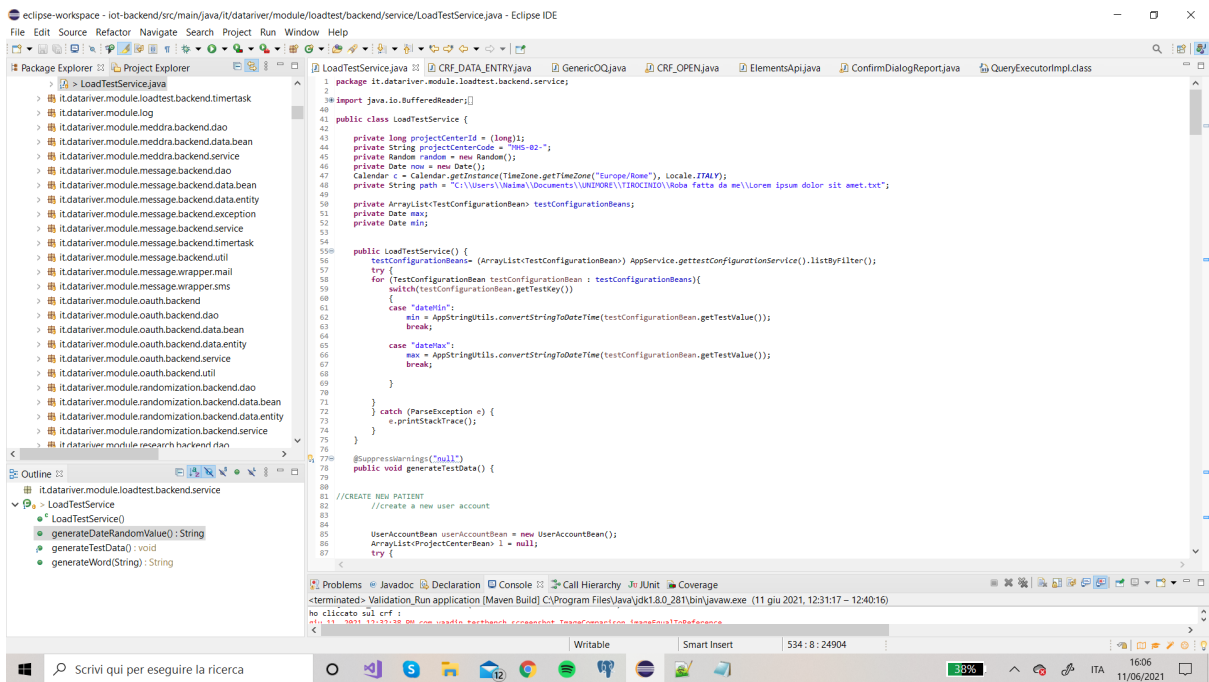 eclipse-workspace - iot-backend/src/main/java/it/datariver/module/loadtest/backend/service/LoadTestService.java - Eclipse IDE
File Edit Source Refactor Navigate Search Project Run Window Help
Package Explorer Project Explorer
> LoadTestService.java
it.datariver.module.loadtest.backend.timertask
it.datariver.module.log
it.datariver.module.meddra.backend.dao
it.datariver.module.meddra.backend.data.bean
it.datariver.module.meddra.backend.service
it.datariver.module.message.backend.dao
it.datariver.module.message.backend.data.bean
it.datariver.module.message.backend.data.entity
it.datariver.module.message.backend.exception
it.datariver.module.message.backend.service
it.datariver.module.message.backend.timertask
it.datariver.module.message.backend.util
it.datariver.module.message.wrapper.mail
it.datariver.module.message.wrapper.sms
it.datariver.module.oauth.backend
it.datariver.module.oauth.backend.dao
it.datariver.module.oauth.backend.data.bean
it.datariver.module.oauth.backend.data.entity
it.datariver.module.oauth.backend.service
it.datariver.module.oauth.backend.util
it.datariver.module.randomization.backend.dao
it.datariver.module.randomization.backend.data.bean
it.datariver.module.randomization.backend.data.entity
it.datariver.module.randomization.backend.service
it.datariver.module.research.backend.dao
Outline
it.datariver.module.loadtest.backend.service
> LoadTestService
LoadTestService()
generateDateRandomValue() : String
generateTestData() : void
generateWord(String) : String
LoadTestService.java CRF_DATA_ENTRY.java GenericOQ.java CRF_OPEN.java ElementsApi.java ConfirmDialogReport.java QueryExecutorImpl.class
1 package it.datariver.module.loadtest.backend.service;
2
3 import java.io.BufferedReader;
40
41 public class LoadTestService {
42
43 private long projectCenterId = (long)1;
44 private String projectCenterCode = "MHS-02-";
45 private Random random = new Random();
46 private Date now = new Date();
47 Calendar c = Calendar.getInstance(TimeZone.getTimeZone("Europe/Rome"), Locale.ITALY);
48 private String path = "C:\\Users\\Naima\\Documents\\UNIMORE\\TIROCINIO\\Roba fatta da me\\Lorem ipsum dolor sit amet.txt";
49
50 private ArrayList<TestConfigurationBean> testConfigurationBeans;
51 private Date max;
52 private Date min;
53
54
55 public LoadTestService() {
56 testConfigurationBeans= (ArrayList<TestConfigurationBean>) AppService.gettestConfigurationService().listByFilter();
57 try {
58 for (TestConfigurationBean testConfigurationBean : testConfigurationBeans){
59 switch(testConfigurationBean.getTestKey())
60 {
61 case "dateMin":
62 min = AppStringUtils.convertStringToDateTime(testConfigurationBean.getTestValue());
63 break;
64
65 case "dateMax":
66 max = AppStringUtils.convertStringToDateTime(testConfigurationBean.getTestValue());
67 break;
68
69 }
70
71 }
72 } catch (ParseException e) {
73 e.printStackTrace();
74 }
75 }
76
77 @SuppressWarnings("null")
78 public void generateTestData() {
79
80
81 //CREATE NEW PATIENT
82 //create a new user account
83
84
85 UserAccountBean userAccountBean = new UserAccountBean();
86 ArrayList<ProjectCenterBean> l = null;
87 try {
Problems Javadoc Declaration Console Call Hierarchy JUnit Coverage
<terminated> Validation_Run application [Maven Build] C:\Program Files\Java\jdk1.8.0_281\bin\javaw.exe (11 giu 2021, 12:31:17 – 12:40:16)
ho cliccato sul crf :
giu 11, 2021 12:32:38 PM com.vaadin.testbench.screenshot.ImageComparison imageEqualToReference
Writable Smart Insert 534 : 8 : 24904
Scrivi qui per eseguire la ricerca
12
38%
ITA
16:06
11/06/2021